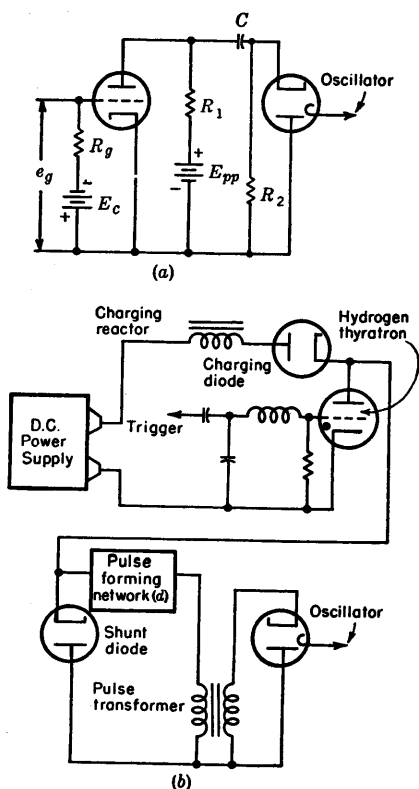 C
Oscillator
R1
Rg
eg
Ec
+
-
+
-
Epp
R2
(a)
Charging
reactor
Hydrogen
thyratron
Charging
diode
D.C.
Power
Supply
Trigger
Pulse
forming
network(d)
Shunt
diode
Oscillator
Pulse
transformer
(b)